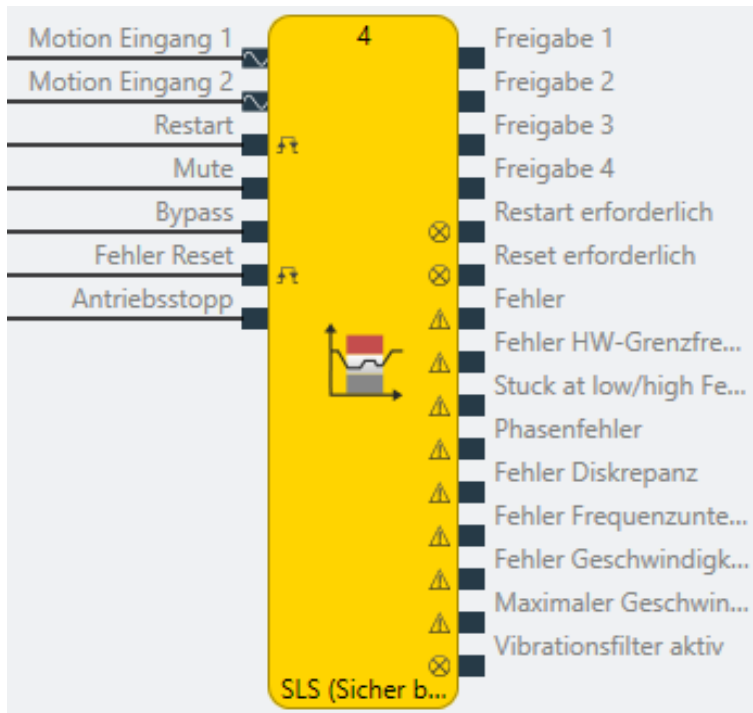 4
Motion Eingang 1
Motion Eingang 2
Restart
Mute
Bypass
Fehler Reset
Antriebsstopp
Freigabe 1
Freigabe 2
Freigabe 3
Freigabe 4
Restart erforderlich
Reset erforderlich
Fehler
Fehler HW-Grenzfre...
Stuck at low/high Fe...
Phasenfehler
Fehler Diskrepanz
Fehler Frequenzunte...
Fehler Geschwindigk...
Maximaler Geschwin...
Vibrationsfilter aktiv
SLS (Sicher b...